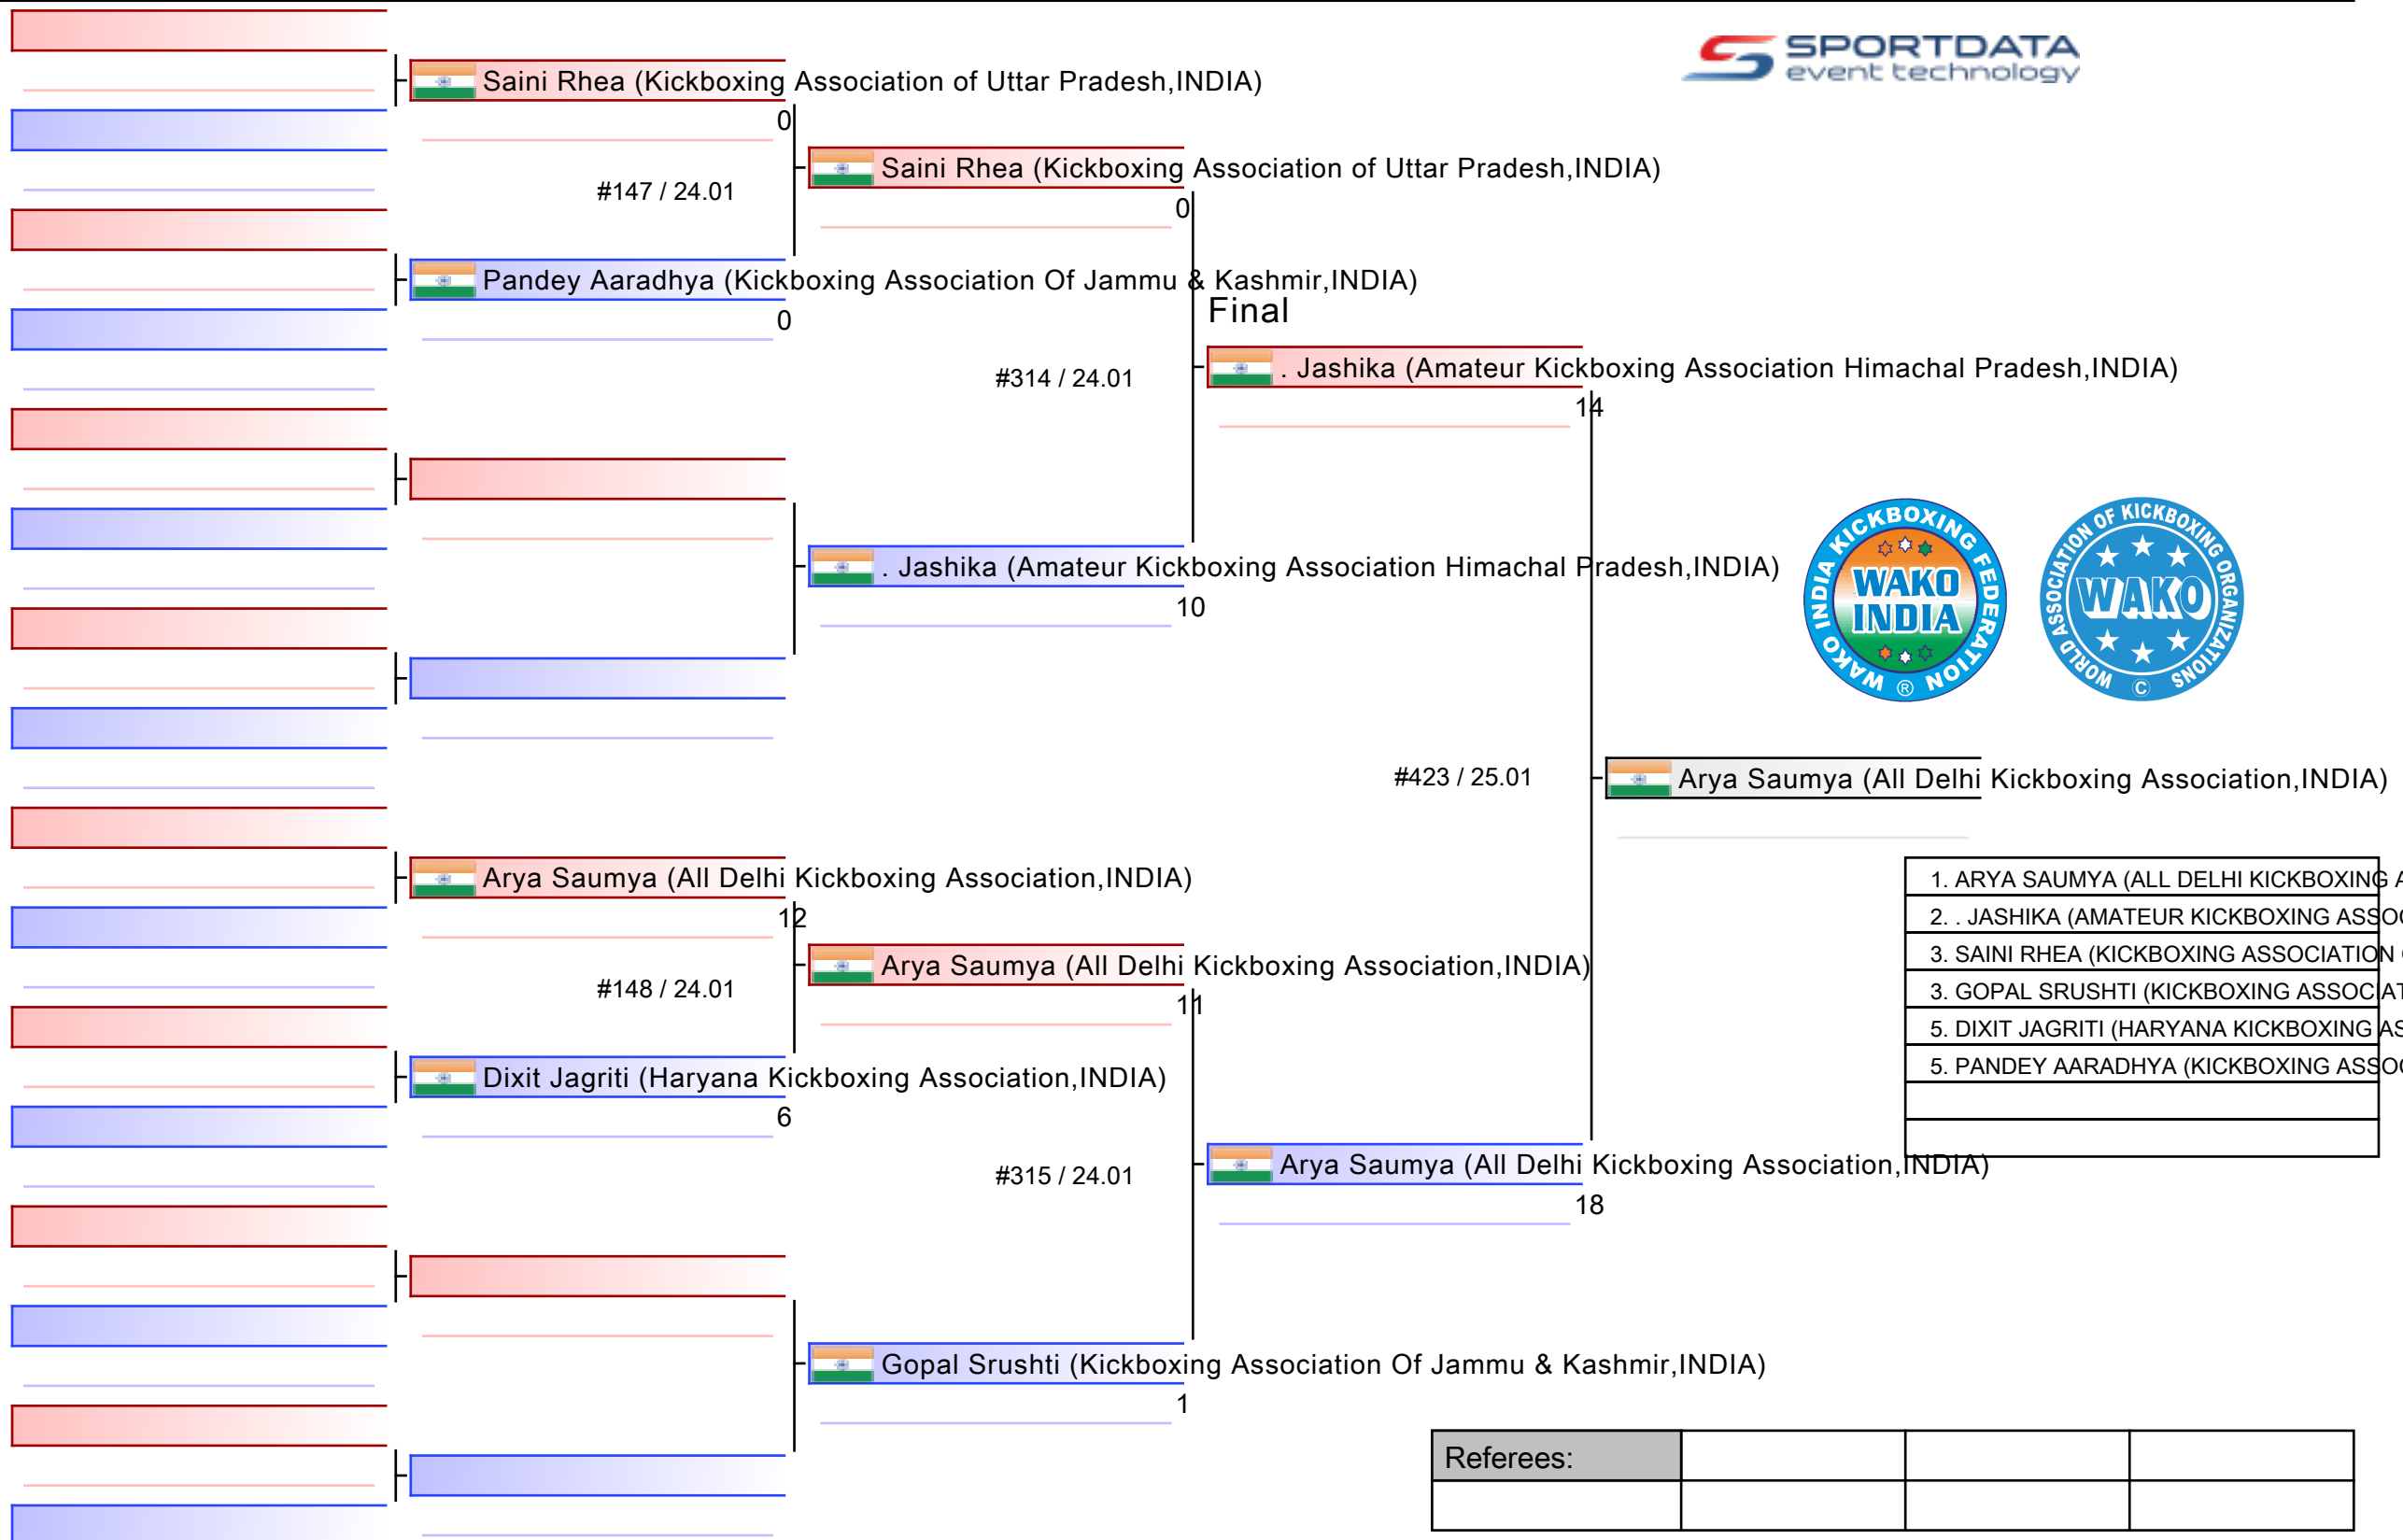 SPORTDATA
event technology
Saini Rhea (Kickboxing Association of Uttar Pradesh,INDIA)
0
Saini Rhea (Kickboxing Association of Uttar Pradesh,INDIA)
#147 / 24.01
0
Pandey Aaradhya (Kickboxing Association Of Jammu & Kashmir,INDIA)
Final
0
. Jashika (Amateur Kickboxing Association Himachal Pradesh,INDIA)
#314 / 24.01
14
. Jashika (Amateur Kickboxing Association Himachal Pradesh,INDIA)
10
WAKO INDIA KICKBOXING FEDERATION
WAKO
INDIA
®
WORLD ASSOCIATION OF KICKBOXING ORGANIZATIONS
WAKO
©
#423 / 25.01
Arya Saumya (All Delhi Kickboxing Association,INDIA)
Arya Saumya (All Delhi Kickboxing Association,INDIA)
12
Arya Saumya (All Delhi Kickboxing Association,INDIA)
#148 / 24.01
11
Dixit Jagriti (Haryana Kickboxing Association,INDIA)
6
1. ARYA SAUMYA (ALL DELHI KICKBOXING
2. . JASHIKA (AMATEUR KICKBOXING
3. SAINI RHEA (KICKBOXING ASSOCIATION
3. GOPAL SRUSHTI (KICKBOXING
5. DIXIT JAGRITI (HARYANA KICKBOXING
5. PANDEY AARADHYA (KICKBOXING
#315 / 24.01
Arya Saumya (All Delhi Kickboxing Association,INDIA)
18
Gopal Srushti (Kickboxing Association Of Jammu & Kashmir,INDIA)
1
Referees: